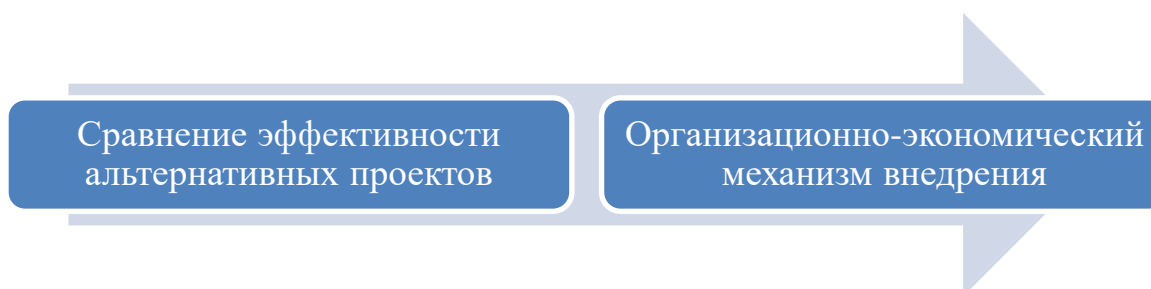 Сравнение эффективности
альтернативных проектов
Организационно-экономический
механизм внедрения